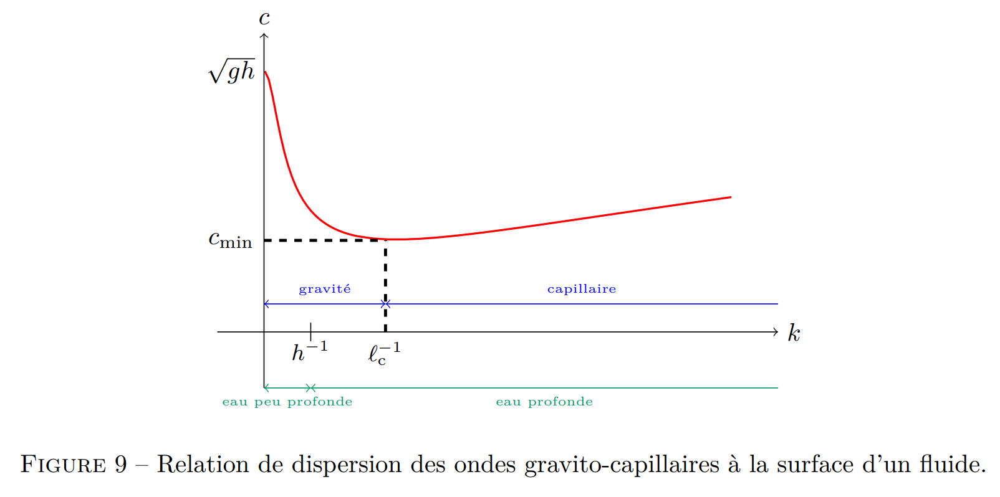 c
√gh
c_min
gravité
capillaire
k
h⁻¹
ℓ_c⁻¹
eau peu profonde
eau profonde
FIGURE 9 – Relation de dispersion des ondes gravito-capillaires à la surface d'un fluide.